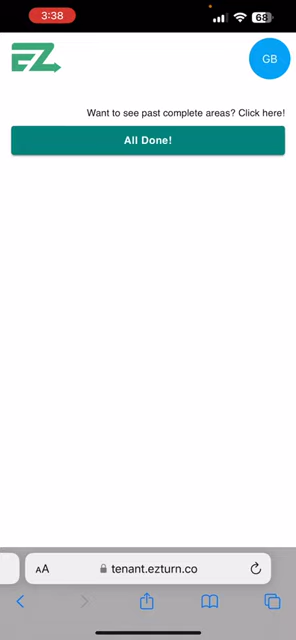 3:38
68
EZ
GB
Want to see past complete areas? Click here!
All Done!
AA
tenant.ezturn.co